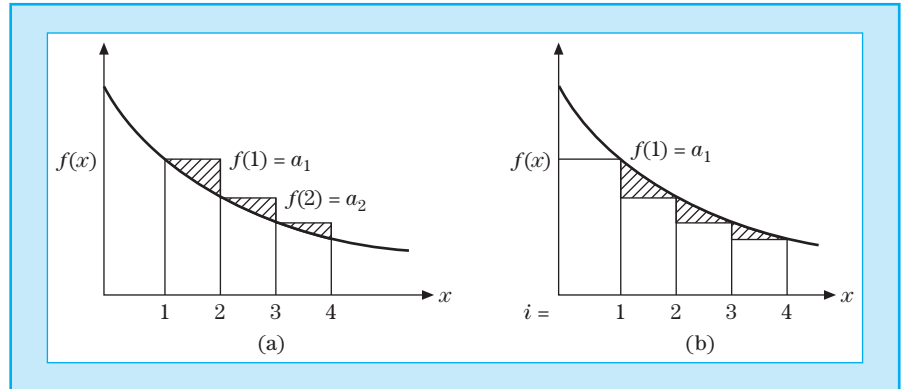 f(x)
f(1) = a₁
f(2) = a₂
x
1 2 3 4
(a)
f(x)
f(1) = a₁
x
i = 1 2 3 4
(b)